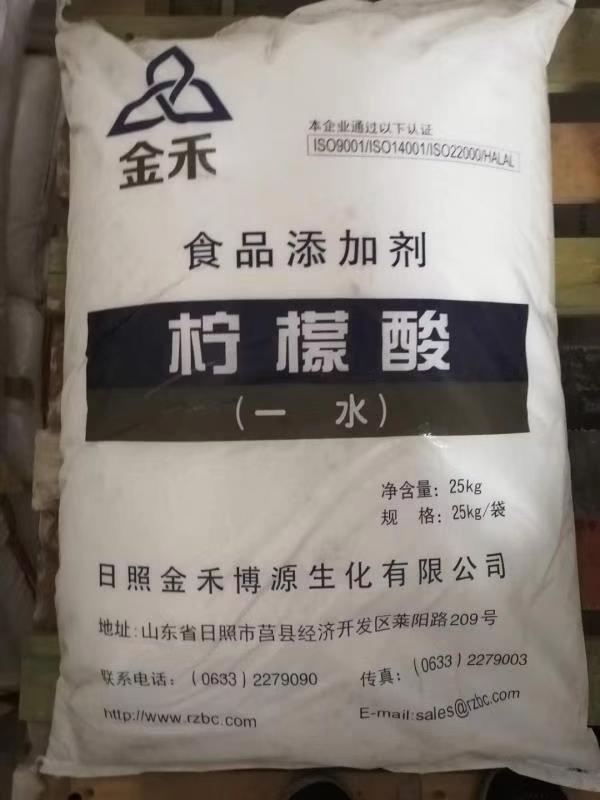 金禾
本企业通过以下认证
ISO9001/ISO14001/ISO22000/HALAL
食品添加剂
柠檬酸
(一 水)
净含量: 25kg
规 格: 25kg/袋
日照金禾博源生化有限公司
地址:山东省日照市莒县经济开发区莱阳路209号
联系电话: (0633) 2279090 传真: (0633) 2279003
http://www.rzbc.com E-mail:sales@rzbc.com